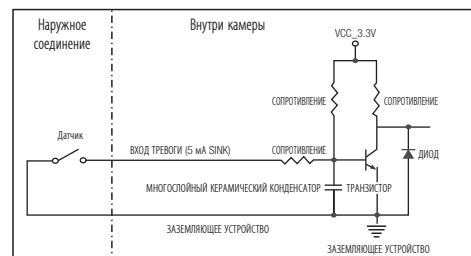 Наружное
соединение
Внутри камеры
VCC_3.3V
СОПРОТИВЛЕНИЕ
СОПРОТИВЛЕНИЕ
Датчик
ВХОД ТРЕВОГИ (5 мА SINK)
СОПРОТИВЛЕНИЕ
ДИОД
МНОГОСЛОЙНЫЙ КЕРАМИЧЕСКИЙ КОНДЕНСАТОР
ТРАНЗИСТОР
ЗАЗЕМЛЯЮЩЕЕ УСТРОЙСТВО
ЗАЗЕМЛЯЮЩЕЕ УСТРОЙСТВО